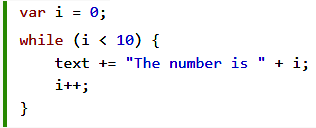 var i = 0;
while (i < 10) {
    text += "The number is " + i;
    i++;
}